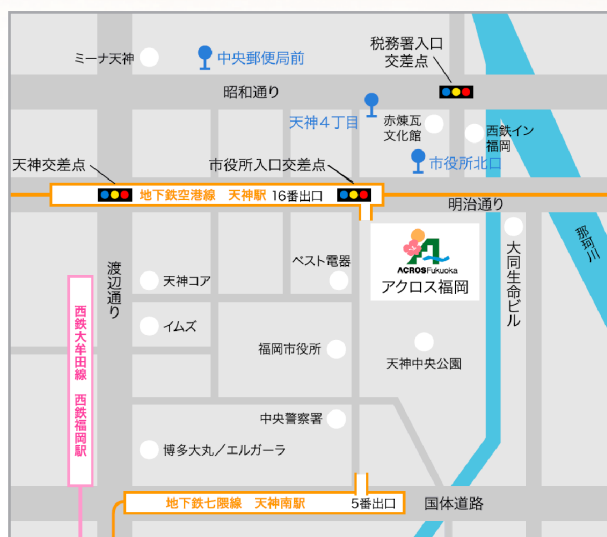 ミーナ天神
中央郵便局前
税務署入口
交差点
昭和通り
天神4丁目
赤煉瓦
文化館
西鉄イン
福岡
市役所北口
天神交差点
市役所入口交差点
地下鉄空港線 天神駅 16番出口
明治通り
那珂川
渡辺通り
天神コア
ベスト電器
ACROS Fukuoka
アクロス福岡
大同生命ビル
西鉄大牟田線 西鉄福岡駅
イムズ
福岡市役所
天神中央公園
中央警察署
博多大丸/エルガーラ
地下鉄七隈線 天神南駅 5番出口
国体道路